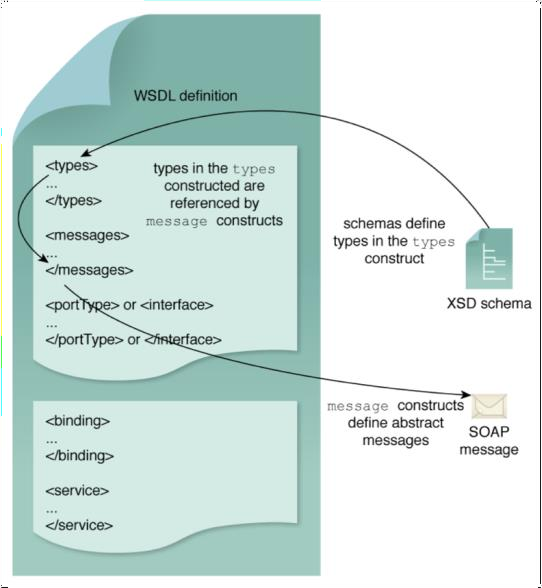 WSDL definition
<types>
...
</types>
<messages>
...
</messages>
<portType> or <interface>
...
</portType> or </interface>
types in the types
constructed are
referenced by
message constructs
schemas define
types in the types
construct
XSD schema
message constructs
define abstract
messages
SOAP
message
<binding>
...
</binding>
<service>
...
</service>